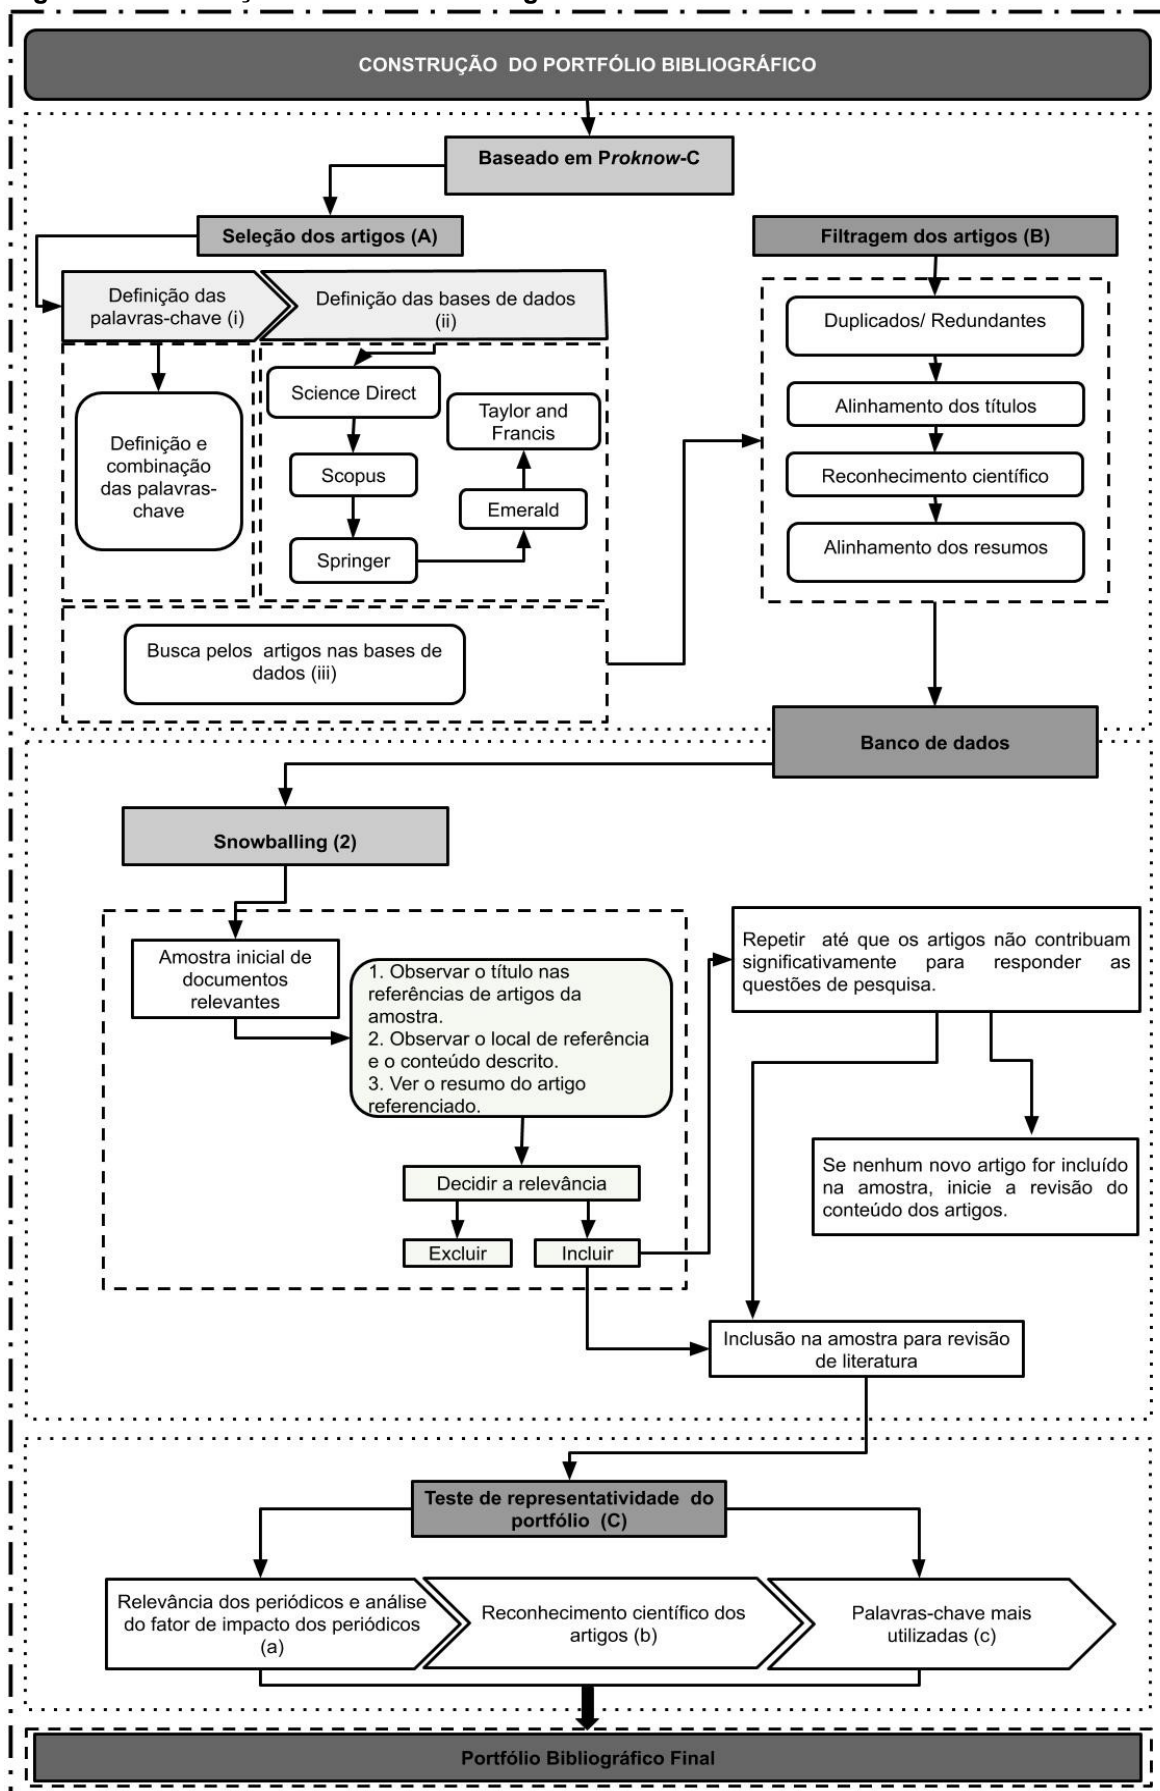 CONSTRUÇÃO DO PORTFÓLIO BIBLIOGRÁFICO
Baseado em Proknow-C
Seleção dos artigos (A)
Definição das
palavras-chave (i)
Definição das bases de dados
(ii)
Definição e
combinação
das palavras-
chave
Science Direct
Scopus
Springer
Emerald
Taylor and
Francis
Busca pelos artigos nas bases de
dados (iii)
Filtragem dos artigos (B)
Duplicados/ Redundantes
Alinhamento dos títulos
Reconhecimento científico
Alinhamento dos resumos
Banco de dados
Snowballing (2)
Amostra inicial de
documentos
relevantes
1. Observar o título nas
referências de artigos da
amostra.
2. Observar o local de referência
e o conteúdo descrito.
3. Ver o resumo do artigo
referenciado.
Decidir a relevância
Excluir
Incluir
Repetir até que os artigos não contribuam
significativamente para responder as
questões de pesquisa.
Se nenhum novo artigo for incluído
na amostra, inicie a revisão do
conteúdo dos artigos.
Inclusão na amostra para revisão
de literatura
Teste de representatividade do
portfólio (C)
Relevância dos periódicos e análise
do fator de impacto dos periódicos
(a)
Reconhecimento científico dos
artigos (b)
Palavras-chave mais
utilizadas (c)
Portfólio Bibliográfico Final